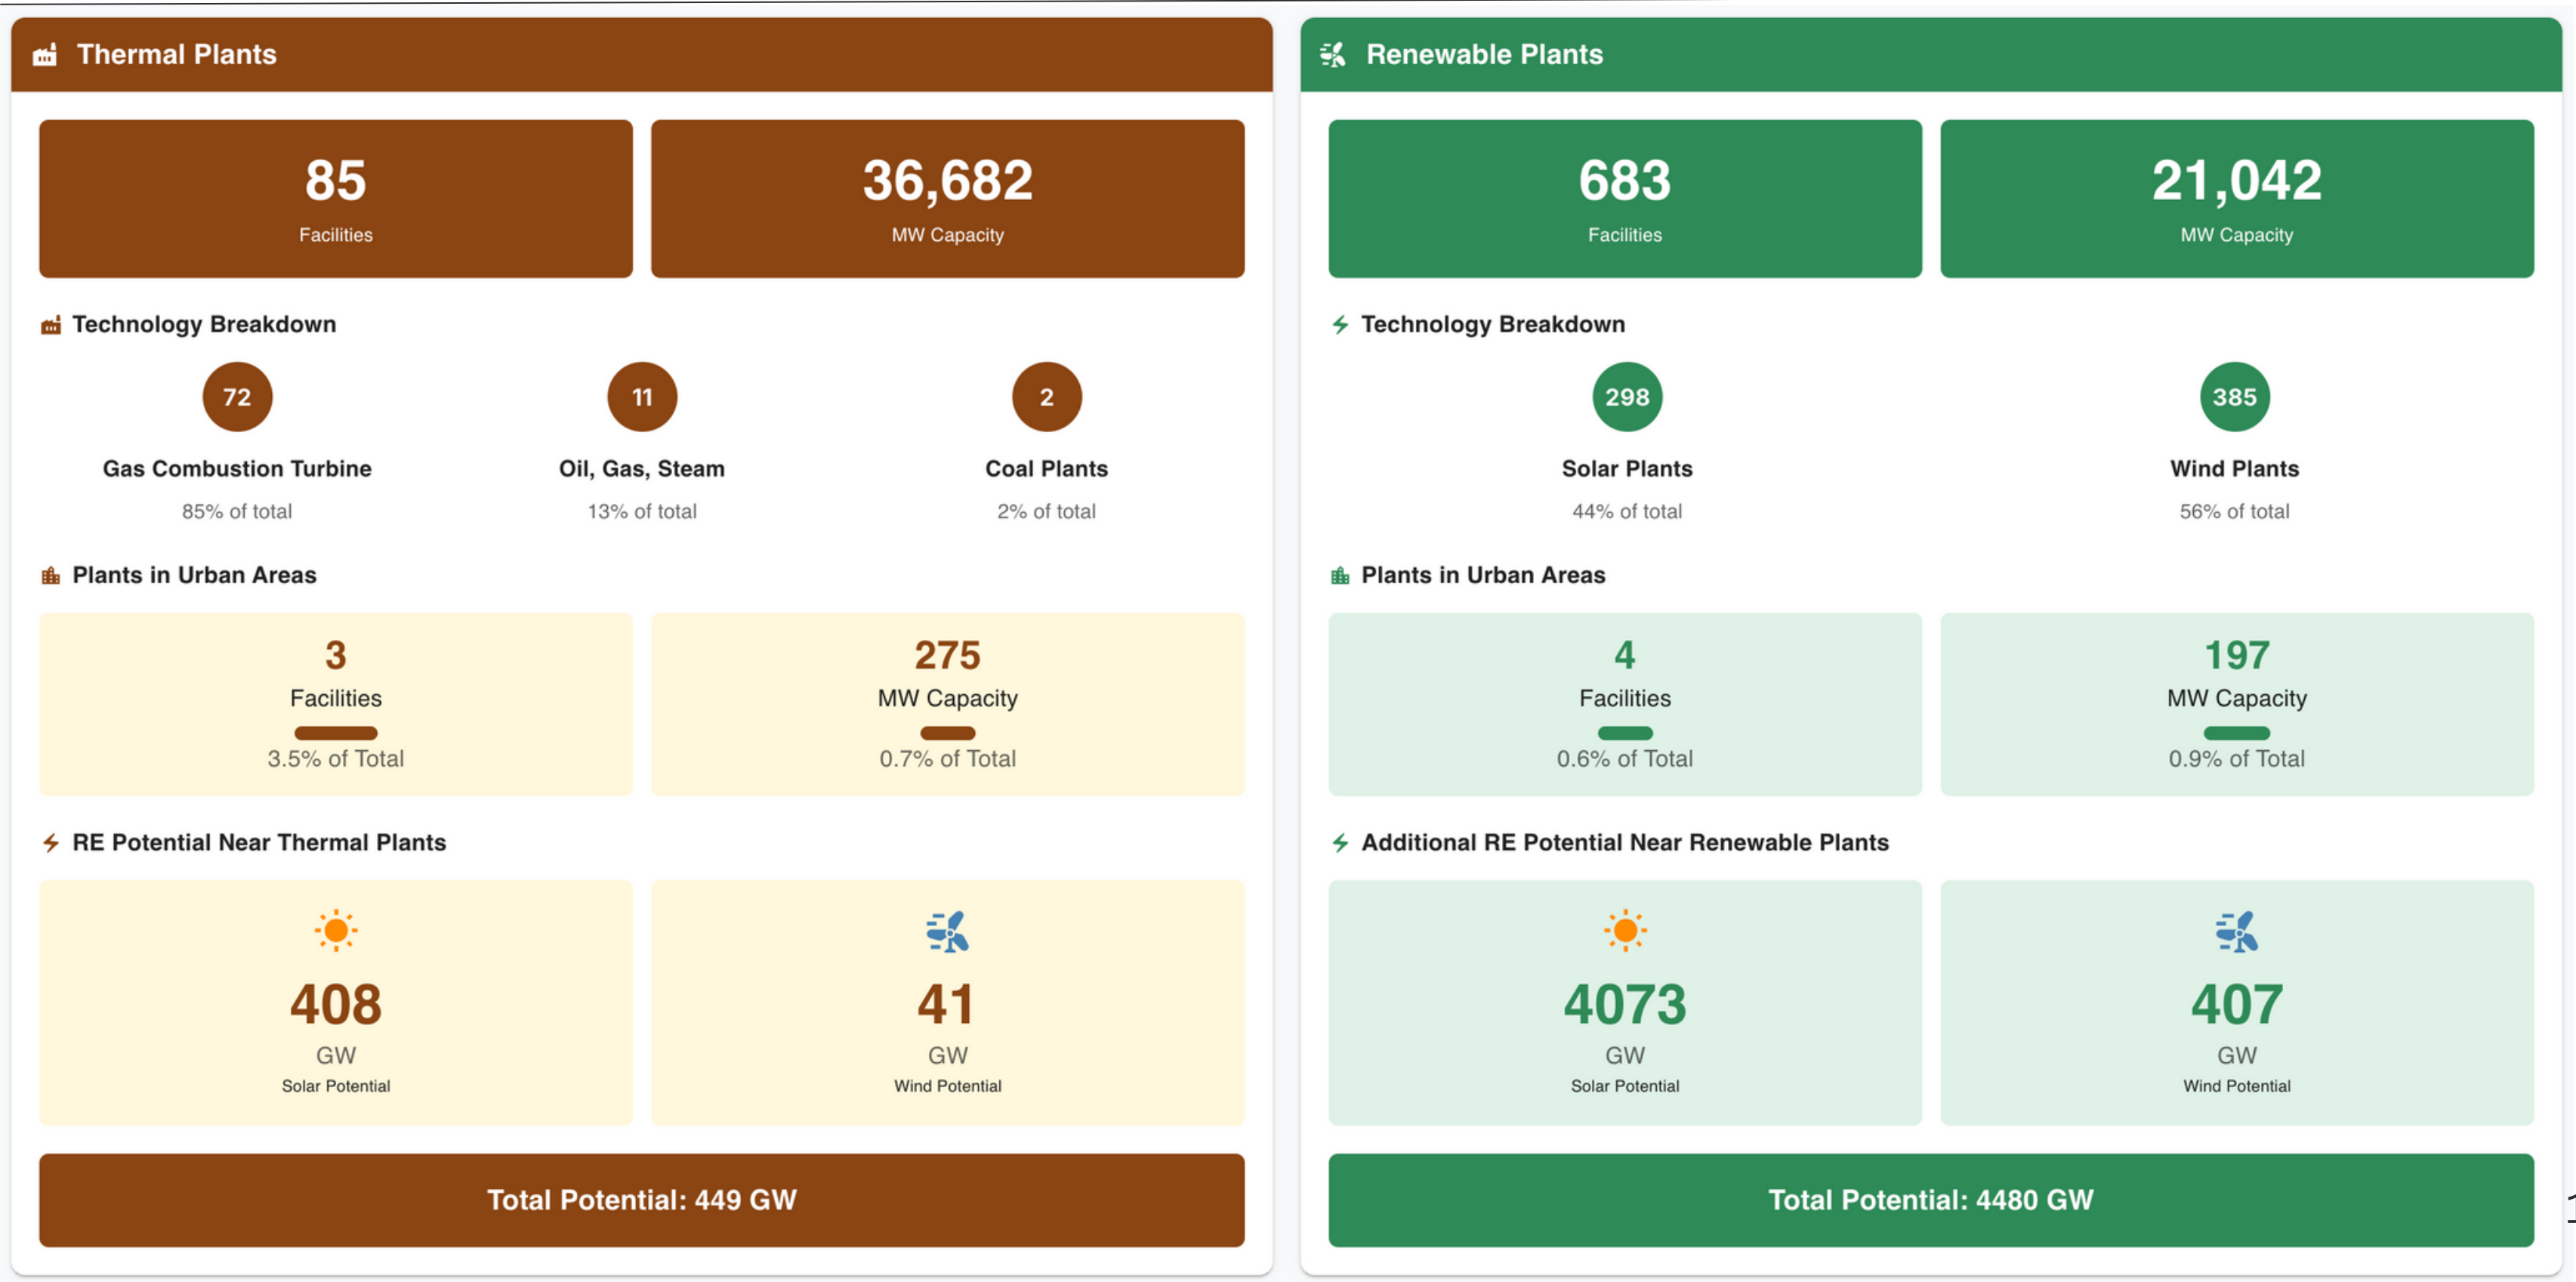 Thermal Plants
85
Facilities
36,682
MW Capacity
Technology Breakdown
72
Gas Combustion Turbine
85% of total
11
Oil, Gas, Steam
13% of total
2
Coal Plants
2% of total
Plants in Urban Areas
3
Facilities
3.5% of Total
275
MW Capacity
0.7% of Total
RE Potential Near Thermal Plants
408
GW
Solar Potential
41
GW
Wind Potential
Total Potential: 449 GW
Renewable Plants
683
Facilities
21,042
MW Capacity
Technology Breakdown
298
Solar Plants
44% of total
385
Wind Plants
56% of total
Plants in Urban Areas
4
Facilities
0.6% of Total
197
MW Capacity
0.9% of Total
Additional RE Potential Near Renewable Plants
4073
GW
Solar Potential
407
GW
Wind Potential
Total Potential: 4480 GW